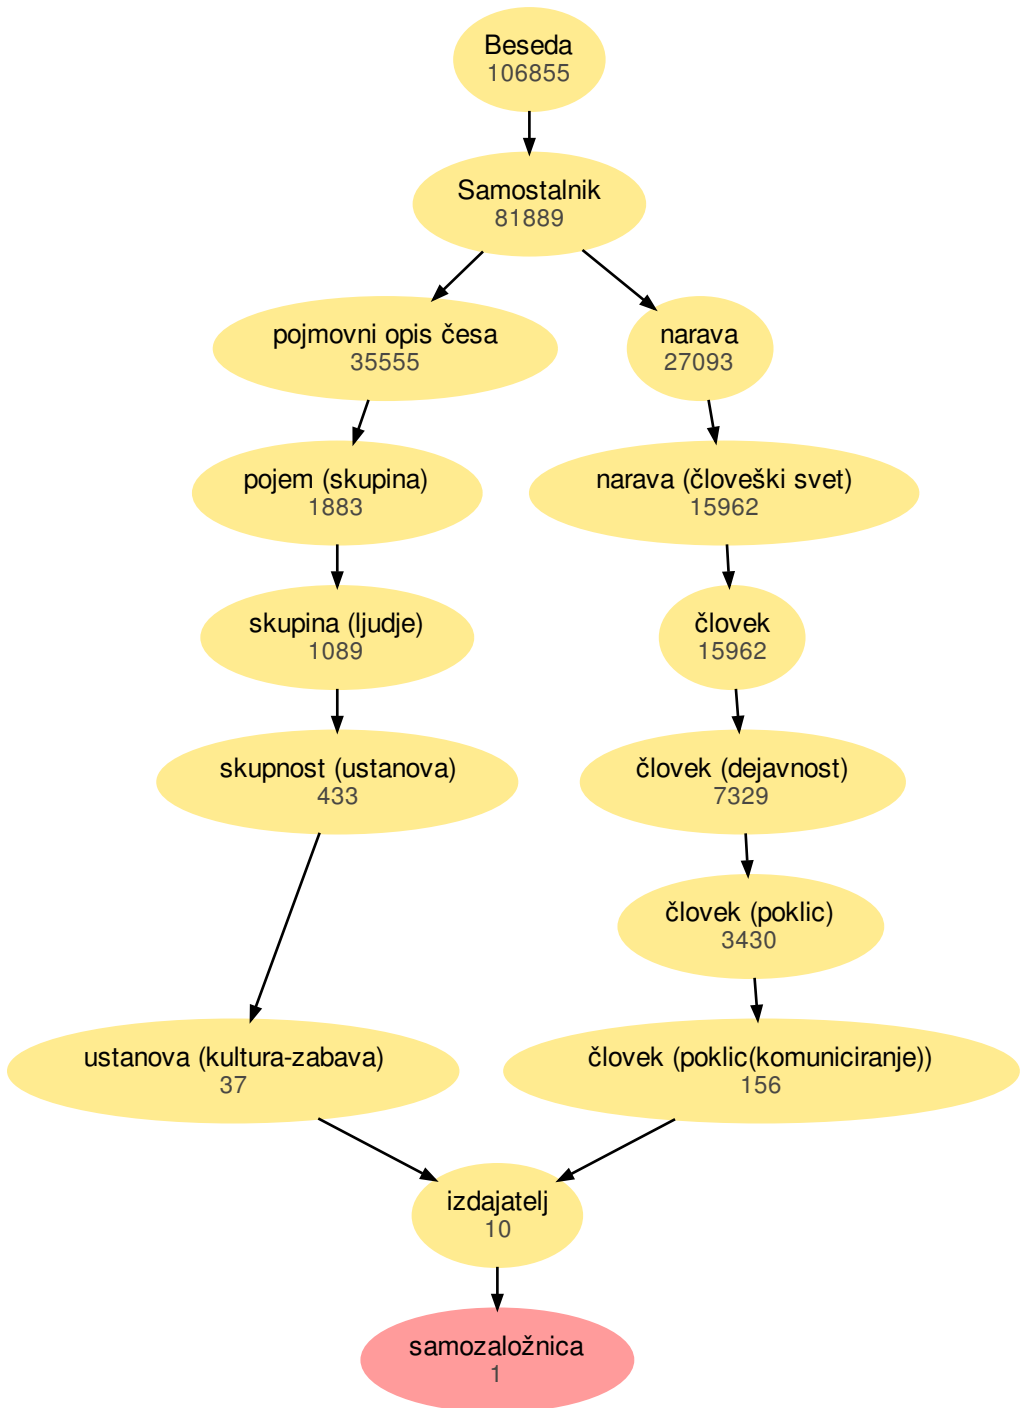 Beseda
106855
Samostalnik
81889
pojmovni opis česa
35555
narava
27093
pojem (skupina)
1883
narava (človeški svet)
15962
skupina (ljudje)
1089
človek
15962
skupnost (ustanova)
433
človek (dejavnost)
7329
človek (poklic)
3430
ustanova (kultura-zabava)
37
človek (poklic(komuniciranje))
156
izdajatelj
10
samozaložnica
1